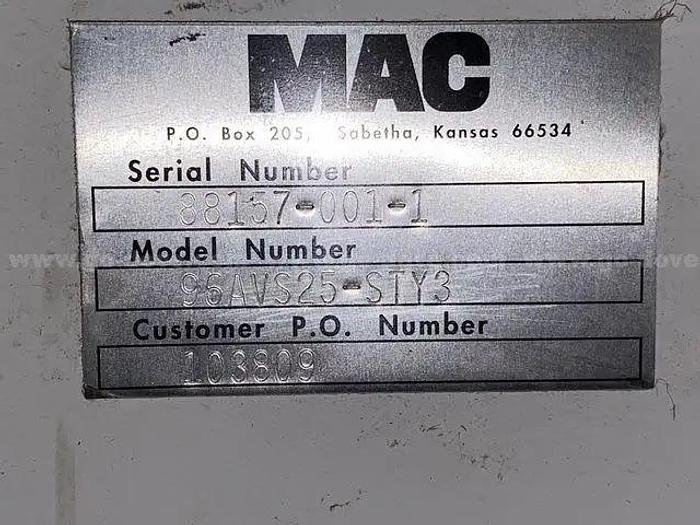 MAC
P.O. Box 205, Sabetha, Kansas 66534
Serial Number
88157-001-1
Model Number
96AVS25-STY3
Customer P.O. Number
103809